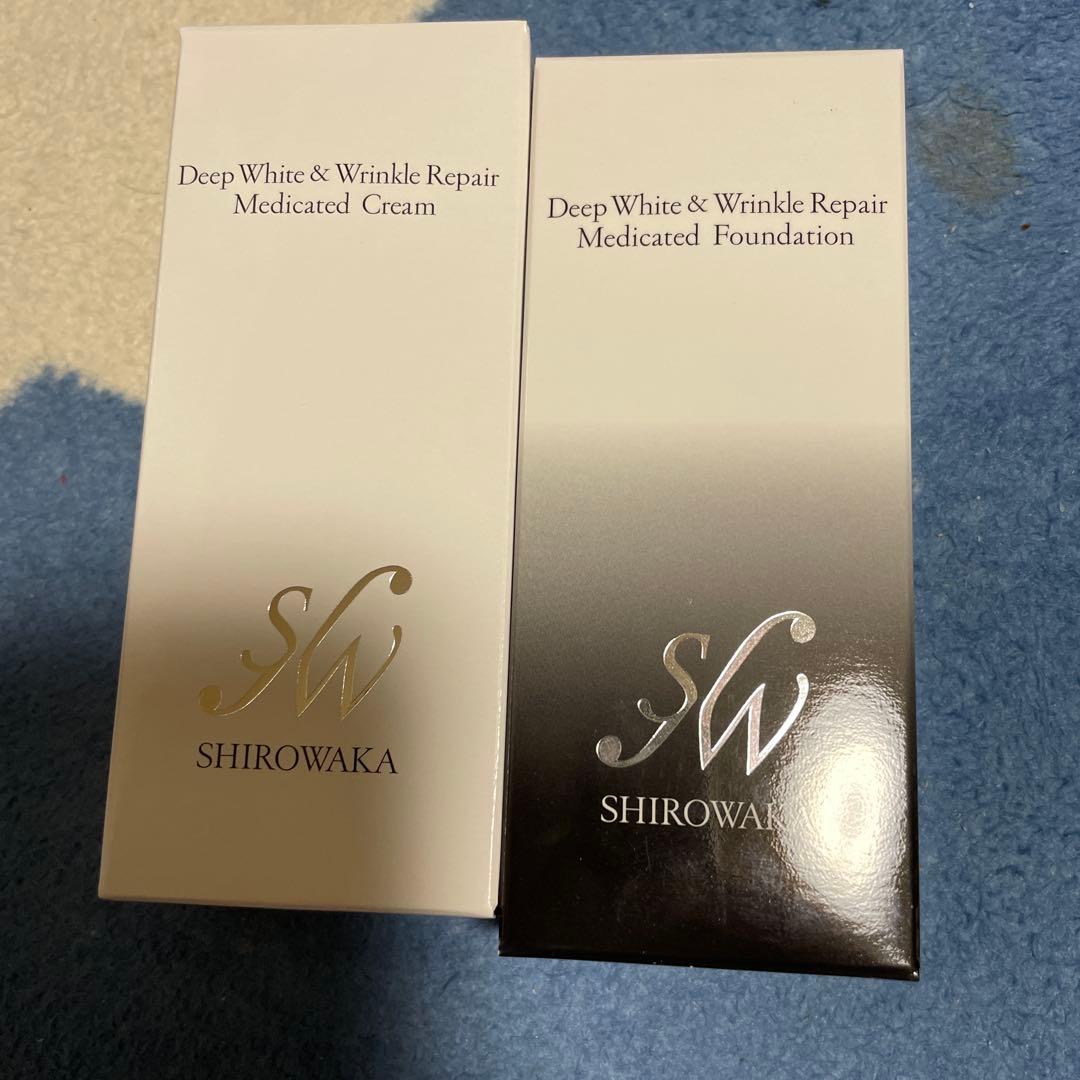 Deep White & Wrinkle Repair
Medicated Cream
SW
SHIROWAKA
Deep White & Wrinkle Repair
Medicated Foundation
SW
SHIROWAKA